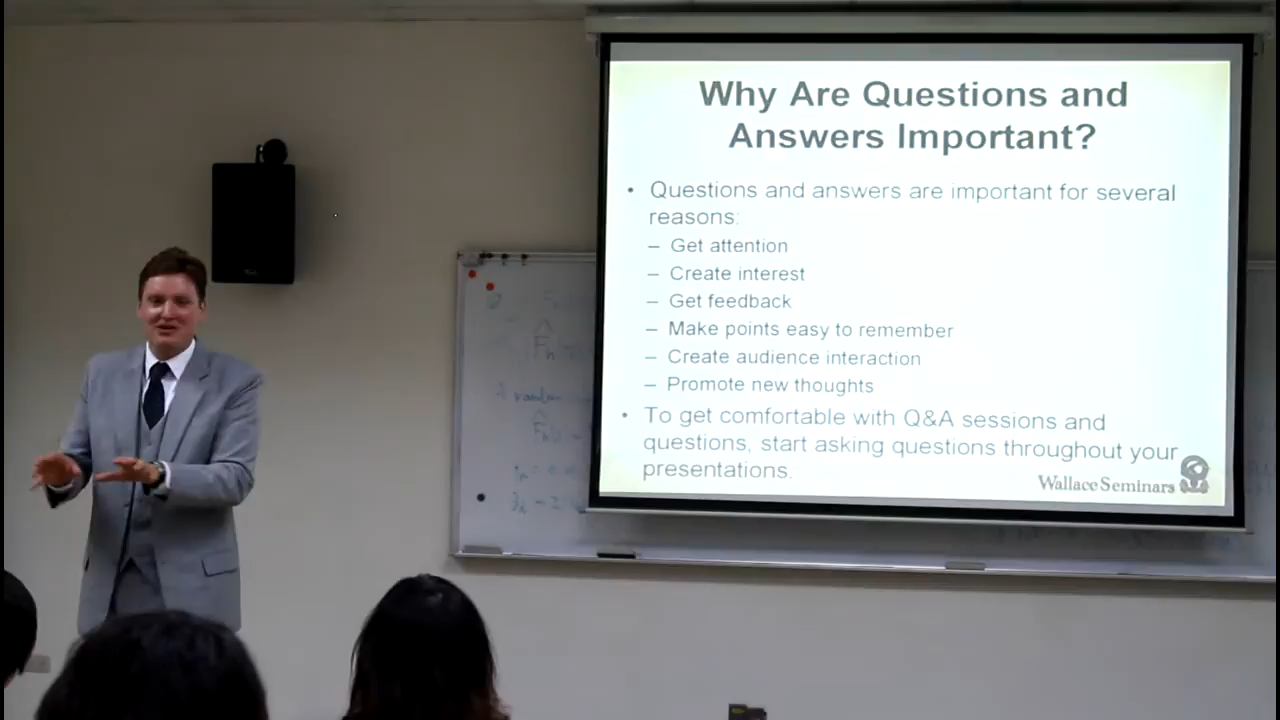 Why Are Questions and
Answers Important?
• Questions and answers are important for several
reasons:
– Get attention
– Create interest
– Get feedback
– Make points easy to remember
– Create audience interaction
– Promote new thoughts
• To get comfortable with Q&A sessions and
questions, start asking questions throughout your
presentations.
Wallace Seminars